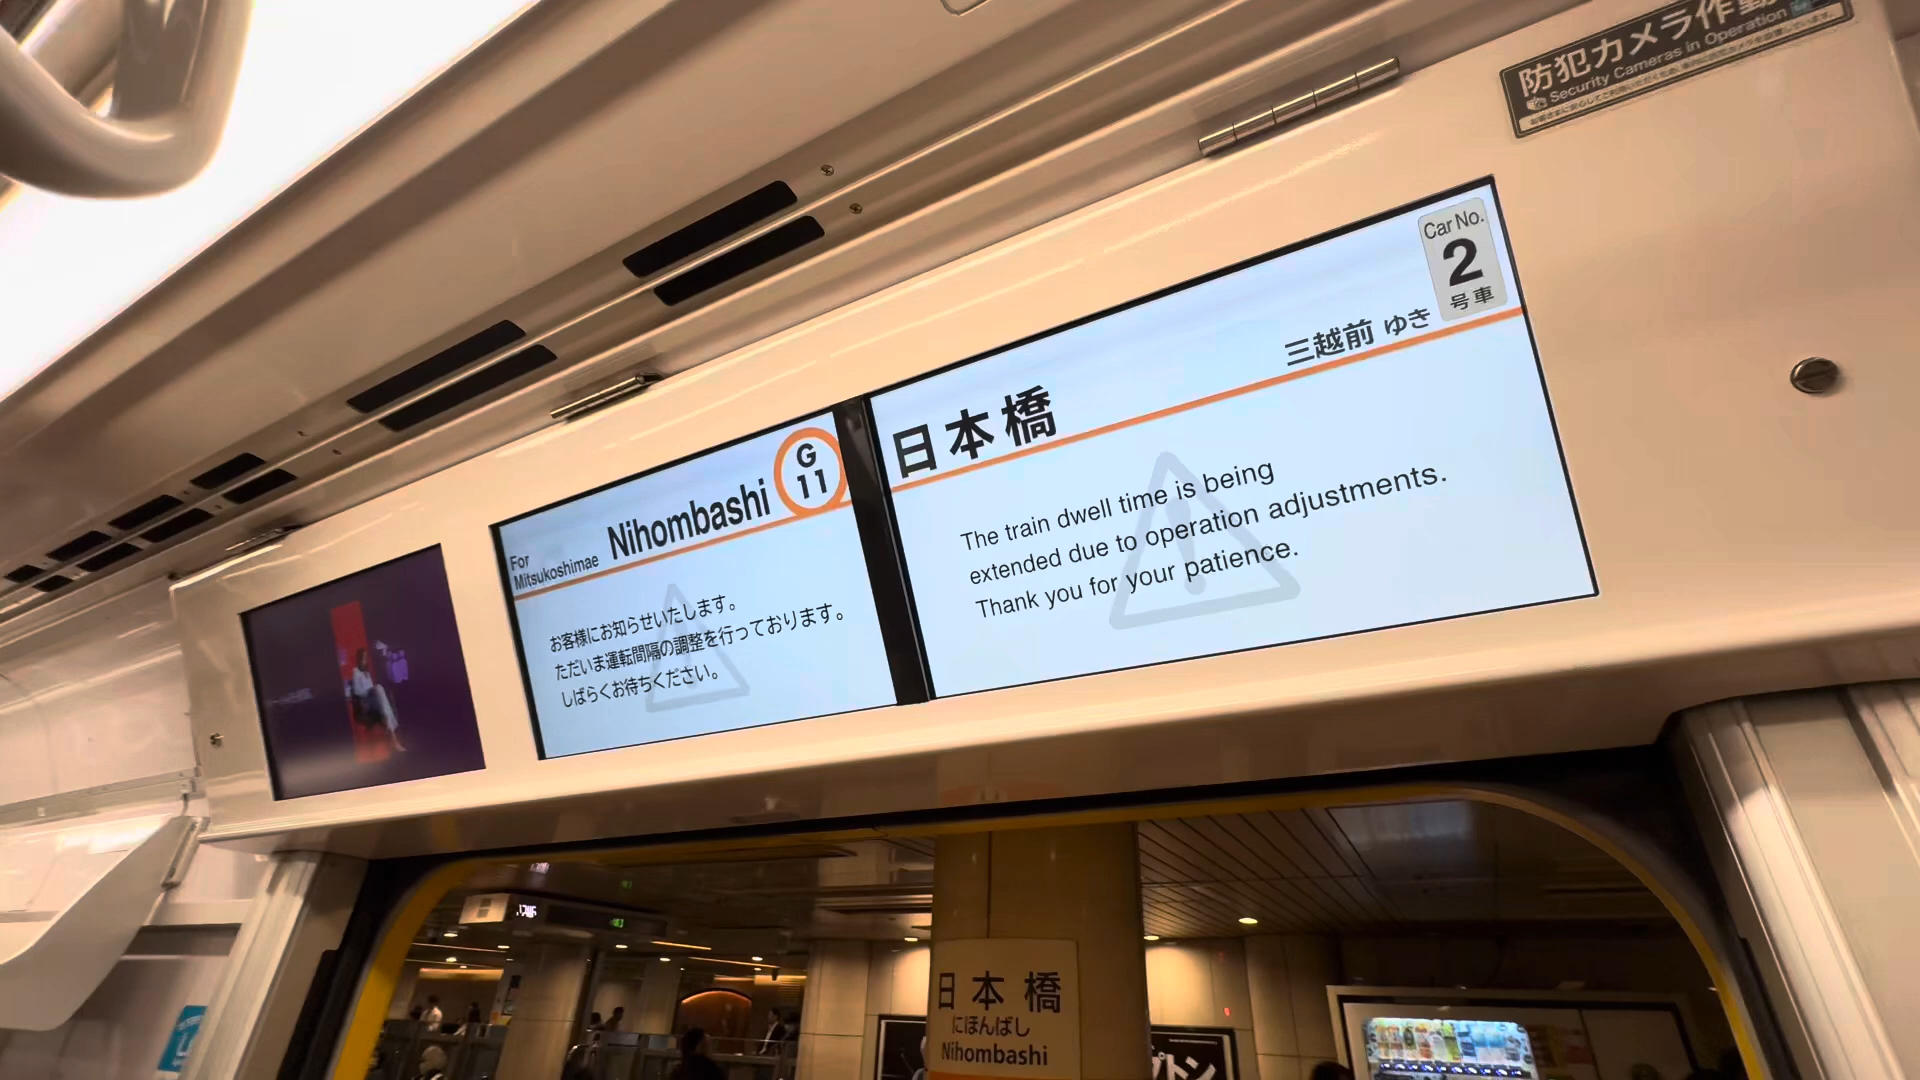 防犯カメラ作動
Security Cameras in Operation
For
Mitsukoshimae
Nihombashi
G
11
お客様にお知らせいたします。
ただいま運転間隔の調整を行っております。
しばらくお待ちください。
日本橋
三越前 ゆき
Car No.
2
号車
The train dwell time is being
extended due to operation adjustments.
Thank you for your patience.
日本橋
にほんばし
Nihombashi
プトン